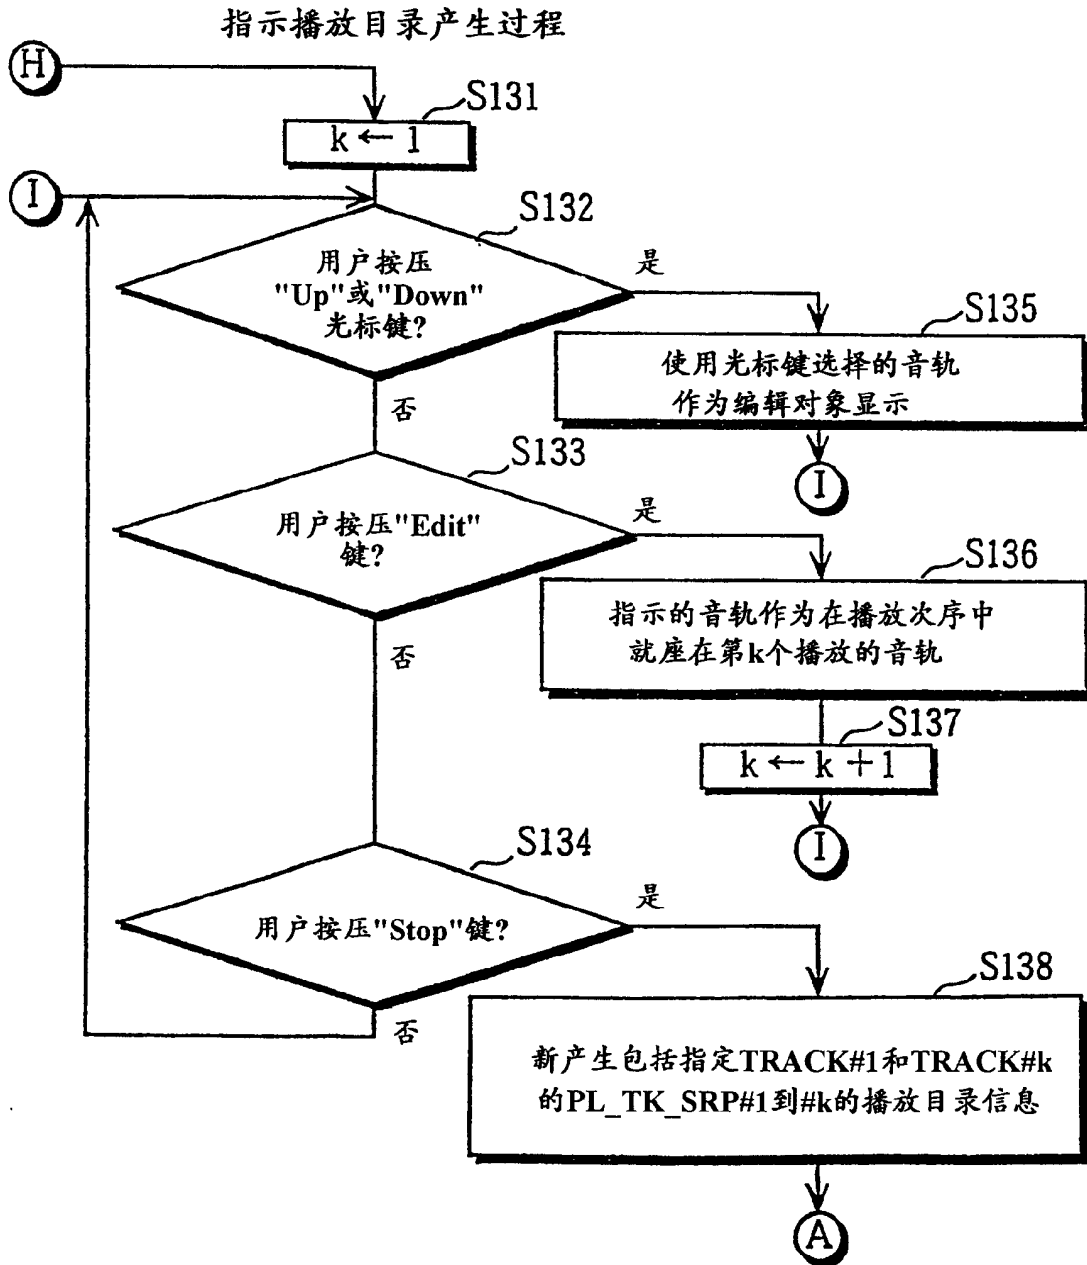 指示播放目录产生过程
H
S131
k ← 1
I
S132
用户按压
"Up"或"Down"
光标键?
是
S135
使用光标键选择的音轨
作为编辑对象显示
否
I
S133
用户按压"Edit"
键?
是
S136
指示的音轨作为在播放次序中
就座在第k个播放的音轨
否
S137
k ← k + 1
I
S134
用户按压"Stop"键?
是
S138
否
新产生包括指定TRACK#1和TRACK#k
的PL_TK_SRP#1到#k的播放目录信息
A